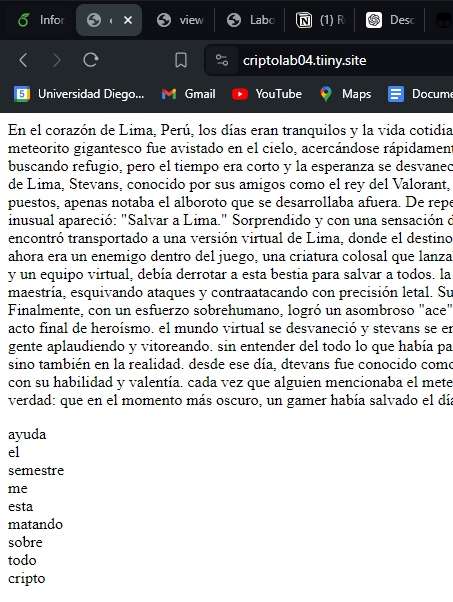 Infor
view
Labo
(1) R
Desc
criptolab04.tiiny.site
Universidad Diego...
Gmail
YouTube
Maps
Docume
En el corazón de Lima, Perú, los días eran tranquilos y la vida cotidia
meteorito gigantesco fue avistado en el cielo, acercándose rápidament
buscando refugio, pero el tiempo era corto y la esperanza se desvanec
de Lima, Stevans, conocido por sus amigos como el rey del Valorant,
puestos, apenas notaba el alboroto que se desarrollaba afuera. De repe
inusual apareció: "Salvar a Lima." Sorprendido y con una sensación d
encontró transportado a una versión virtual de Lima, donde el destino
ahora era un enemigo dentro del juego, una criatura colosal que lanza
y un equipo virtual, debía derrotar a esta bestia para salvar a todos. la
maestría, esquivando ataques y contraatacando con precisión letal. Su
Finalmente, con un esfuerzo sobrehumano, logró un asombroso "ace"
acto final de heroísmo. el mundo virtual se desvaneció y stevans se en
gente aplaudiendo y vitoreando. sin entender del todo lo que había pa
sino también en la realidad. desde ese día, dtevans fue conocido como
con su habilidad y valentía. cada vez que alguien mencionaba el mete
verdad: que en el momento más oscuro, un gamer había salvado el día
ayuda
el
semestre
me
esta
matando
sobre
todo
cripto